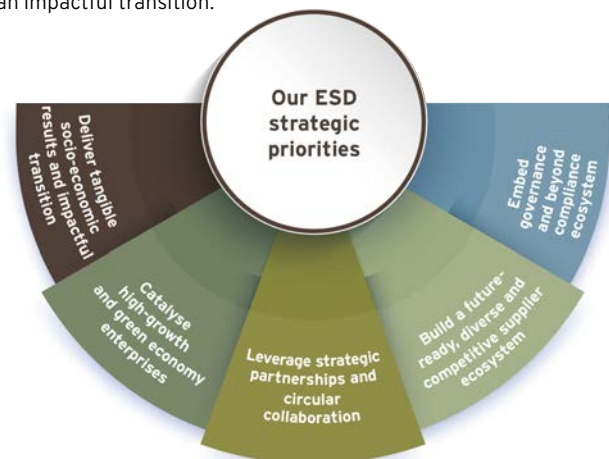 an impactful transition.
Our ESD
strategic
priorities
Deliver tangible
socio-economic
results and impactful
transition
Catalyse
high-growth
and green economy
enterprises
Leverage strategic
partnerships and
circular
collaboration
Build a future-
ready, diverse and
competitive supplier
ecosystem
Embed
governance
and beyond
compliance
ecosystem